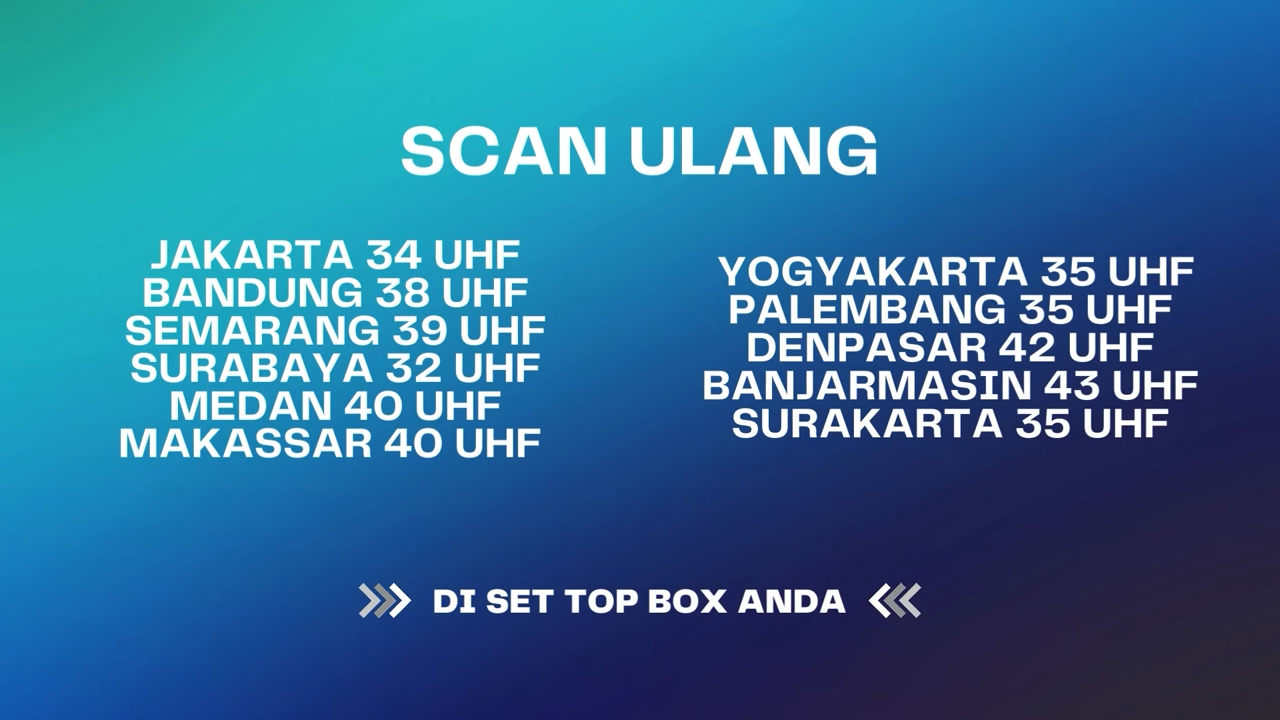 SCAN ULANG
JAKARTA 34 UHF
BANDUNG 38 UHF
SEMARANG 39 UHF
SURABAYA 32 UHF
MEDAN 40 UHF
MAKASSAR 40 UHF
YOGYAKARTA 35 UHF
PALEMBANG 35 UHF
DENPASAR 42 UHF
BANJARMASIN 43 UHF
SURAKARTA 35 UHF
DI SET TOP BOX ANDA